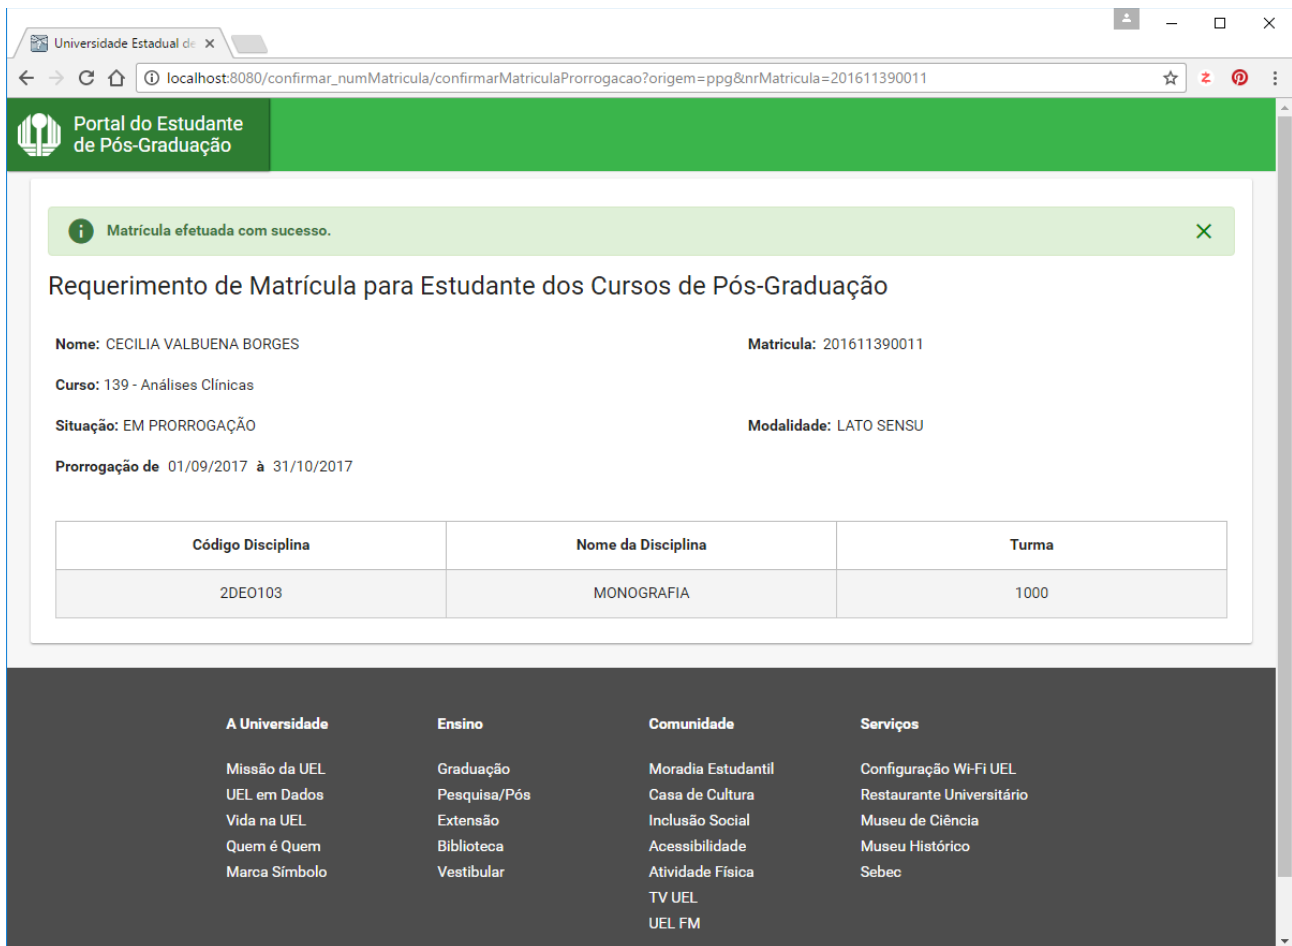 Universidade Estadual de
localhost:8080/confirmar_numMatricula/confirmarMatriculaProrrogacao?origem=ppg&nrMatricula=201611390011
Portal do Estudante
de Pós-Graduação
Matrícula efetuada com sucesso.
Requerimento de Matrícula para Estudante dos Cursos de Pós-Graduação
Nome: CECILIA VALBUENA BORGES Matricula: 201611390011
Curso: 139 - Análises Clínicas
Situação: EM PRORROGAÇÃO Modalidade: LATO SENSU
Prorrogação de 01/09/2017 à 31/10/2017
Código Disciplina Nome da Disciplina Turma
2DEO103 MONOGRAFIA 1000
A Universidade Ensino Comunidade Serviços
Missão da UEL Graduação Moradia Estudantil Configuração Wi-Fi UEL
UEL em Dados Pesquisa/Pós Casa de Cultura Restaurante Universitário
Vida na UEL Extensão Inclusão Social Museu de Ciência
Quem é Quem Biblioteca Acessibilidade Museu Histórico
Marca Símbolo Vestibular Atividade Física Sebec
TV UEL
UEL FM